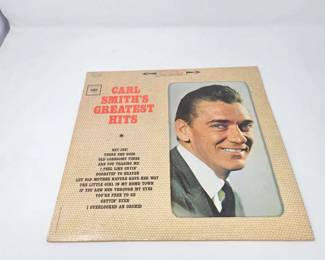 CARL
SMITH'S
GREATEST
HITS
HEY JOE!
THERE SHE GOES
OLD LONESOME TIMES
ARE YOU TEASING ME
I FEEL LIKE CRYIN'
DOORSTEP TO HEAVEN
LET OLD MOTHER NATURE HAVE HER WAY
THE LITTLE GIRL IN MY HOME TOWN
IF YOU SAW HER THROUGH MY EYES
YOU'RE FREE TO GO
GETTIN' EVEN
I OVERLOOKED AN ORCHID